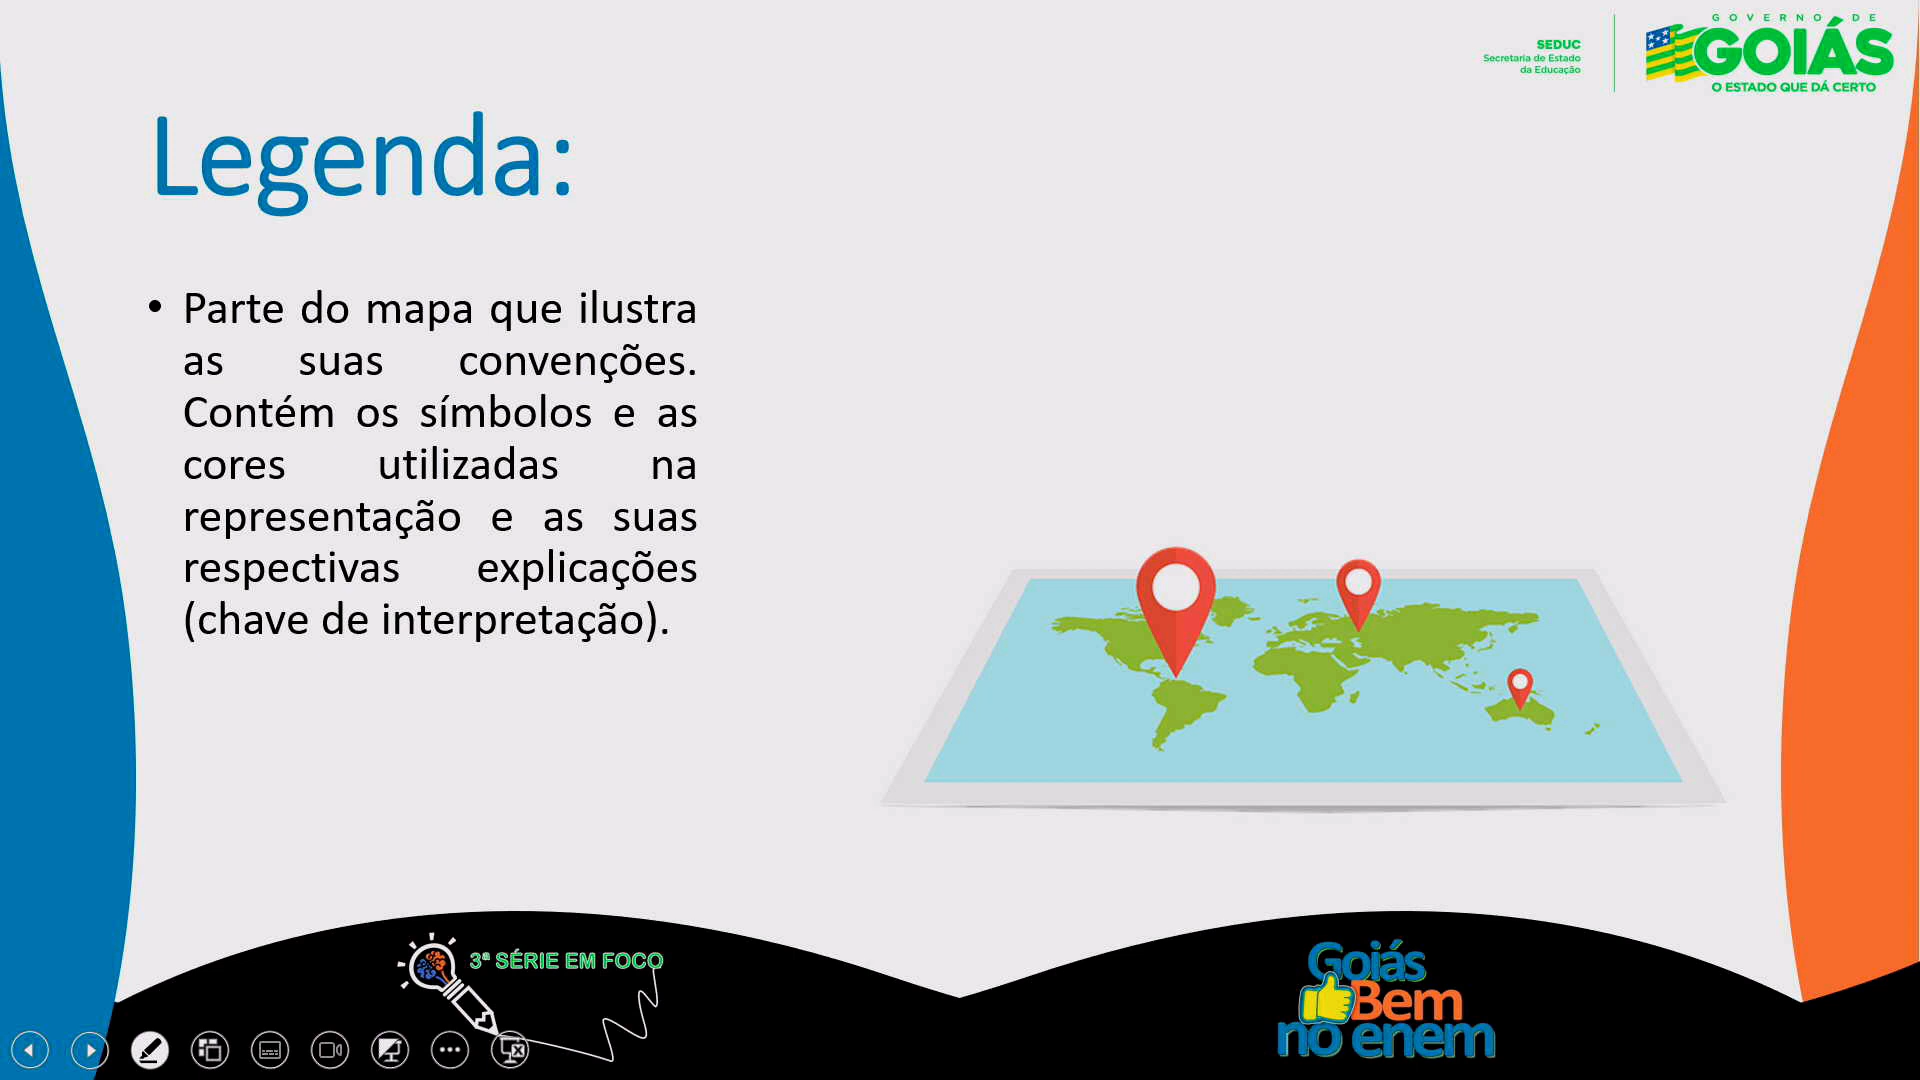 GOVERNO DE
SEDUC
Secretaria de Estado
da Educação
GOIÁS
O ESTADO QUE DÁ CERTO
Legenda:
• Parte do mapa que ilustra
as suas convenções.
Contém os símbolos e as
cores utilizadas na
representação e as suas
respectivas explicações
(chave de interpretação).
3ª SÉRIE EM FOCO
Goiás
Bem
no enem